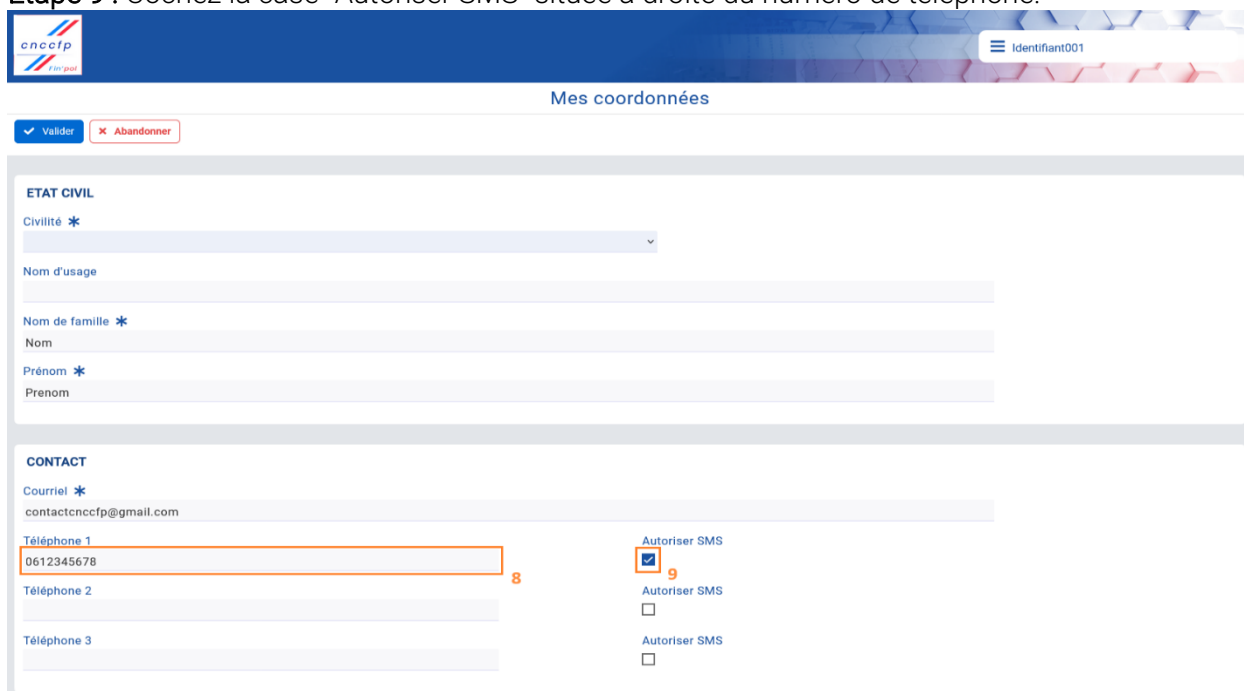 Étape 9 : Cochez la case "Autoriser SMS" située à droite du numéro de téléphone.
cnccfp
Fin'pol
Identifiant001
Mes coordonnées
Valider
Abandonner
ETAT CIVIL
Civilité *
Nom d'usage
Nom de famille *
Nom
Prénom *
Prenom
CONTACT
Courriel *
contactcnccfp@gmail.com
Téléphone 1 Autoriser SMS
0612345678
8 9
Téléphone 2 Autoriser SMS
Téléphone 3 Autoriser SMS